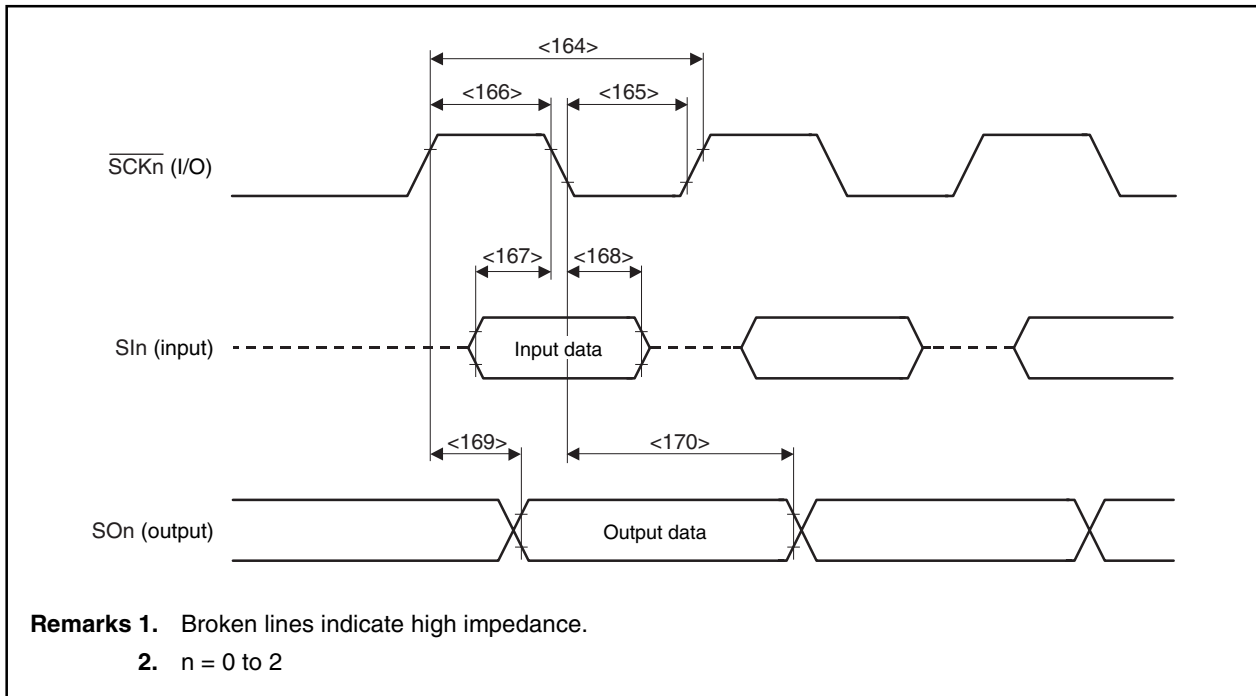 <164>
<166>
<165>
SCKn (I/O)
<167>
<168>
SIn (input)
Input data
<169>
<170>
SOn (output)
Output data
Remarks 1. Broken lines indicate high impedance.
2. n = 0 to 2